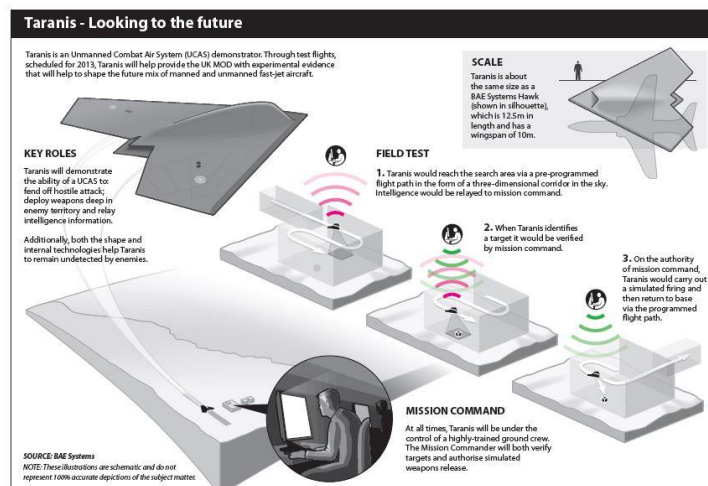 Taranis - Looking to the future
Taranis is an Unmanned Combat Air System (UCAS) demonstrator. Through test flights,
scheduled for 2013, Taranis will help provide the UK MOD with experimental evidence
that will help to shape the future mix of manned and unmanned fast-jet aircraft.
SCALE
Taranis is about
the same size as a
BAE Systems Hawk
(shown in silhouette),
which is 12.5m in
length and has a
wingspan of 10m.
KEY ROLES
Taranis will demonstrate
the ability of a UCAS to:
fend off hostile attack;
deploy weapons deep in
enemy territory and relay
intelligence information.
Additionally, both the shape and
internal technologies help Taranis
to remain undetected by enemies.
FIELD TEST
1. Taranis would reach the search area via a pre-programmed
flight path in the form of a three-dimensional corridor in the sky.
Intelligence would be relayed to mission command.
2. When Taranis identifies
a target it would be verified
by mission command.
3. On the authority
of mission command,
Taranis would carry out
a simulated firing and
then return to base
via the programmed
flight path.
MISSION COMMAND
At all times, Taranis will be under the
control of a highly-trained ground crew.
The Mission Commander will both verify
targets and authorise simulated
weapons release.
SOURCE: BAE Systems
NOTE: These illustrations are schematic and do not
represent 100% accurate depictions of the subject matter.